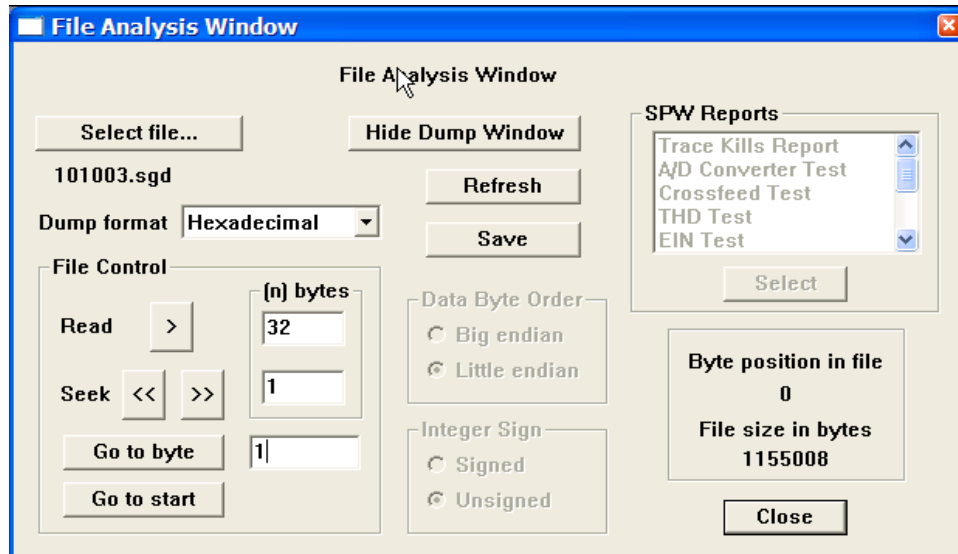 File Analysis Window
File Analysis Window
Select file...
101003.sgd
Dump format Hexadecimal
Hide Dump Window
Refresh
Save
File Control
(n) bytes
Read > 32
Seek << >> 1
Go to byte 1
Go to start
Data Byte Order
Big endian
Little endian
Integer Sign
Signed
Unsigned
SPW Reports
Trace Kills Report
A/D Converter Test
Crossfeed Test
THD Test
EIN Test
Select
Byte position in file
0
File size in bytes
1155008
Close